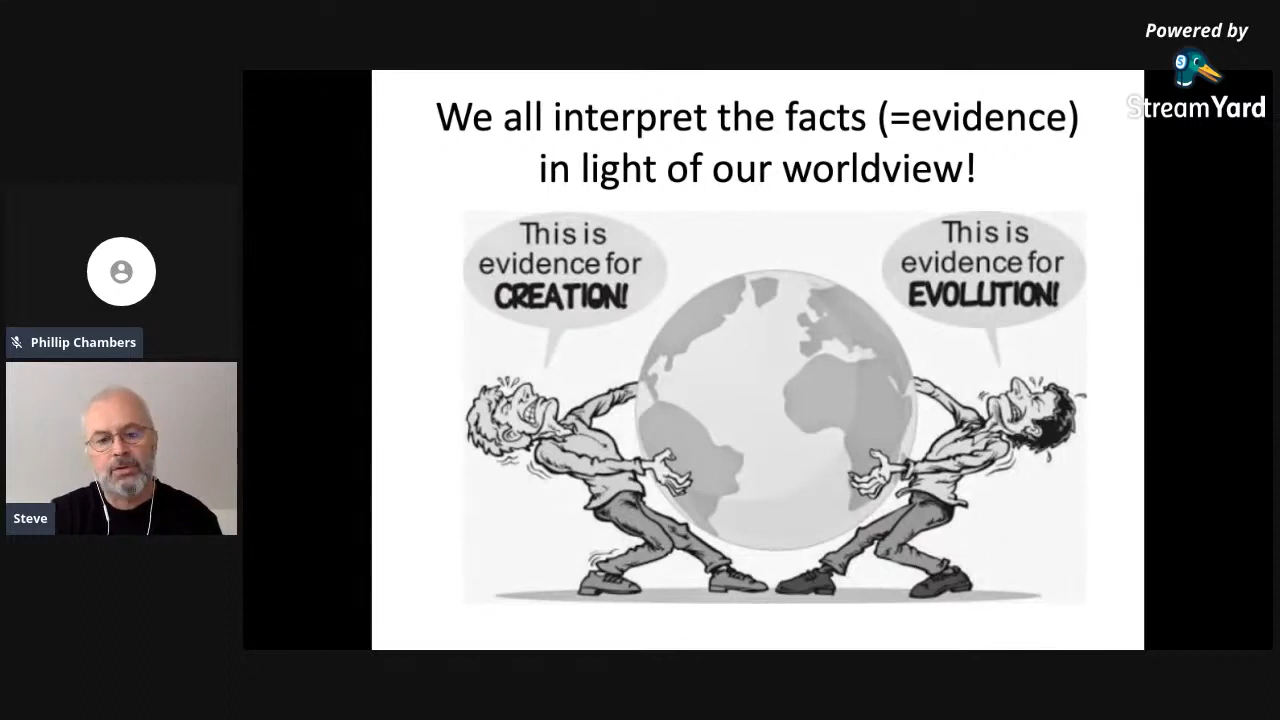 Powered by
StreamYard
We all interpret the facts (=evidence)
in light of our worldview!
This is
evidence for
CREATION!
This is
evidence for
EVOLUTION!
Phillip Chambers
Steve